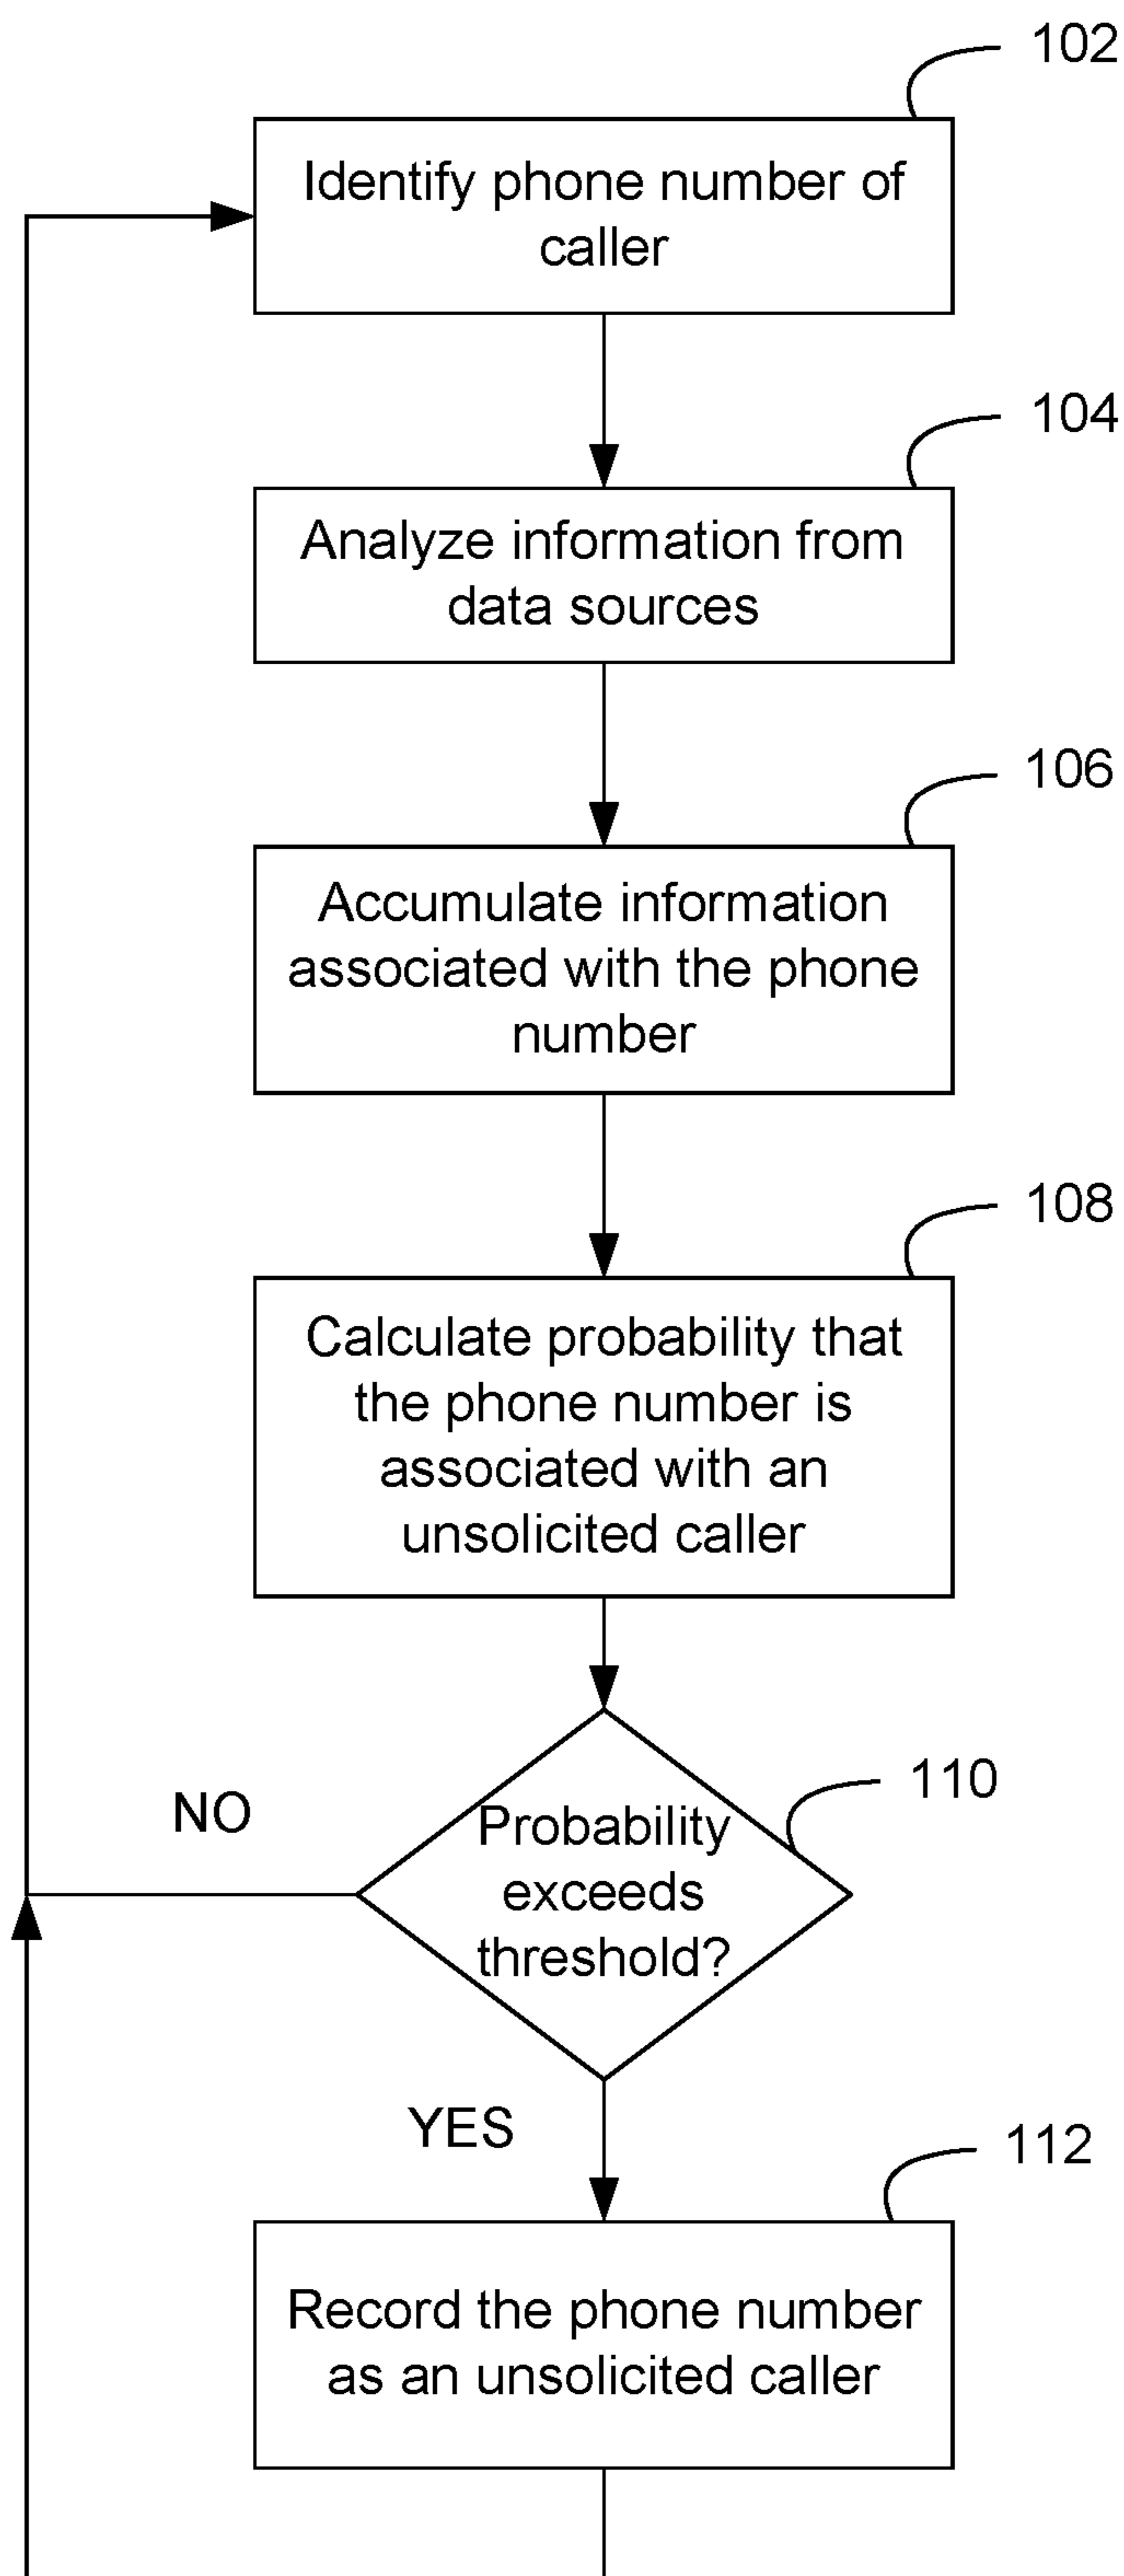 102
Identify phone number of
caller
104
Analyze information from
data sources
106
Accumulate information
associated with the phone
number
108
Calculate probability that
the phone number is
associated with an
unsolicited caller
110
NO
Probability
exceeds
threshold?
YES
112
Record the phone number
as an unsolicited caller